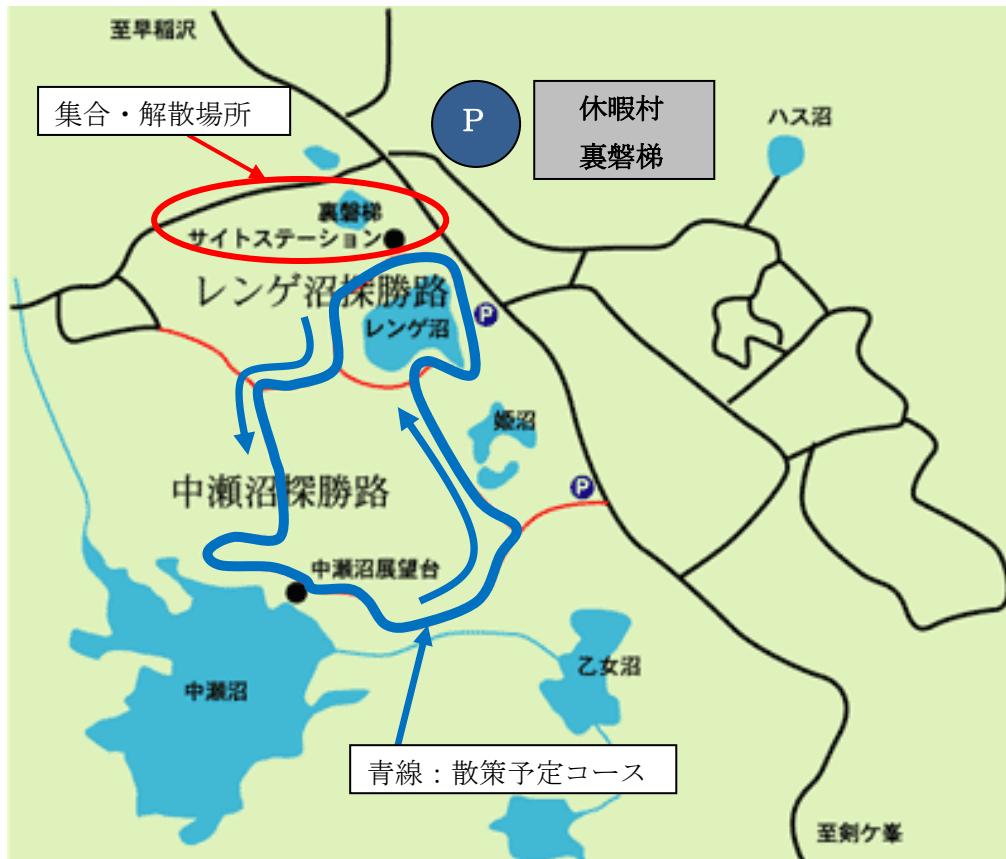 至早稲沢
集合・解散場所
P
休暇村
裏磐梯
ハス沼
裏磐梯
サイトステーション
レンゲ沼探勝路
P
レンゲ沼
姫沼
中瀬沼探勝路
P
中瀬沼展望台
乙女沼
中瀬沼
青線：散策予定コース
至剣ケ峯